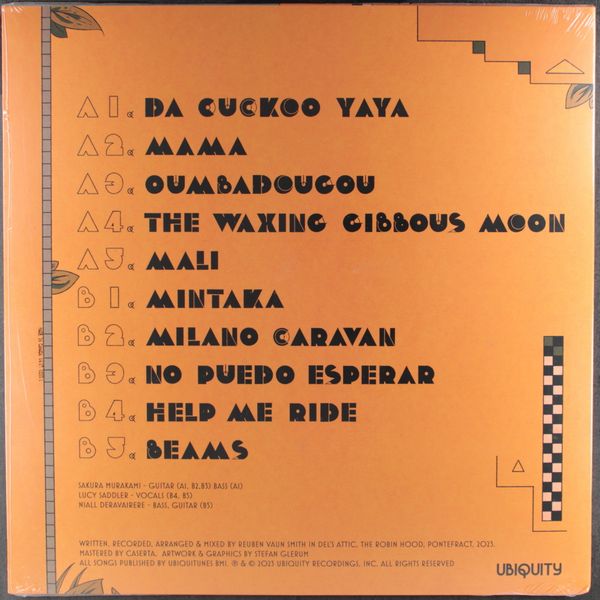 A1. DA CUCKOO YAYA
A2. MAMA
A3. OUMBADOUGOU
A4. THE WAXING GIBBOUS MOON
A5. MALI
B1. MINTAKA
B2. MILANO CARAVAN
B3. NO PUEDO ESPERAR
B4. HELP ME RIDE
B5. BEAMS
SAKURA MURAKAMI - GUITAR (A1, B2, B3) BASS (A1)
LUCY SADDLER - VOCALS (B4, B5)
NIALL DERAVAIRERE - BASS, GUITAR (B5)
WRITTEN, RECORDED, ARRANGED & MIXED BY REUBEN VAUN SMITH IN DEL'S ATTIC, THE ROBIN HOOD, PONTEFRACT, 2023.
MASTERED BY CASERTA, ARTWORK & GRAPHICS BY STEFAN GLERUM
ALL SONGS PUBLISHED BY UBIQUITUNES BMI. ℗ & © 2023 UBIQUITY RECORDINGS, INC. ALL RIGHTS RESERVED
UBIQUITY